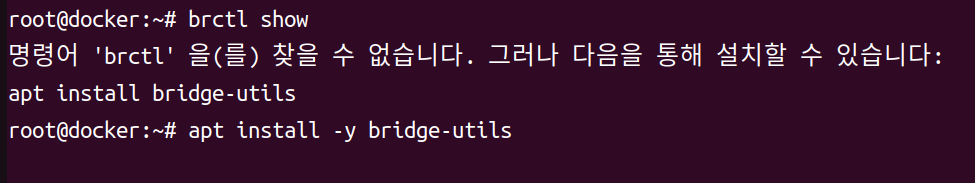 root@docker:~# brctl show
명령어 'brctl' 을(를) 찾을 수 없습니다. 그러나 다음을 통해 설치할 수 있습니다:
apt install bridge-utils
root@docker:~# apt install -y bridge-utils